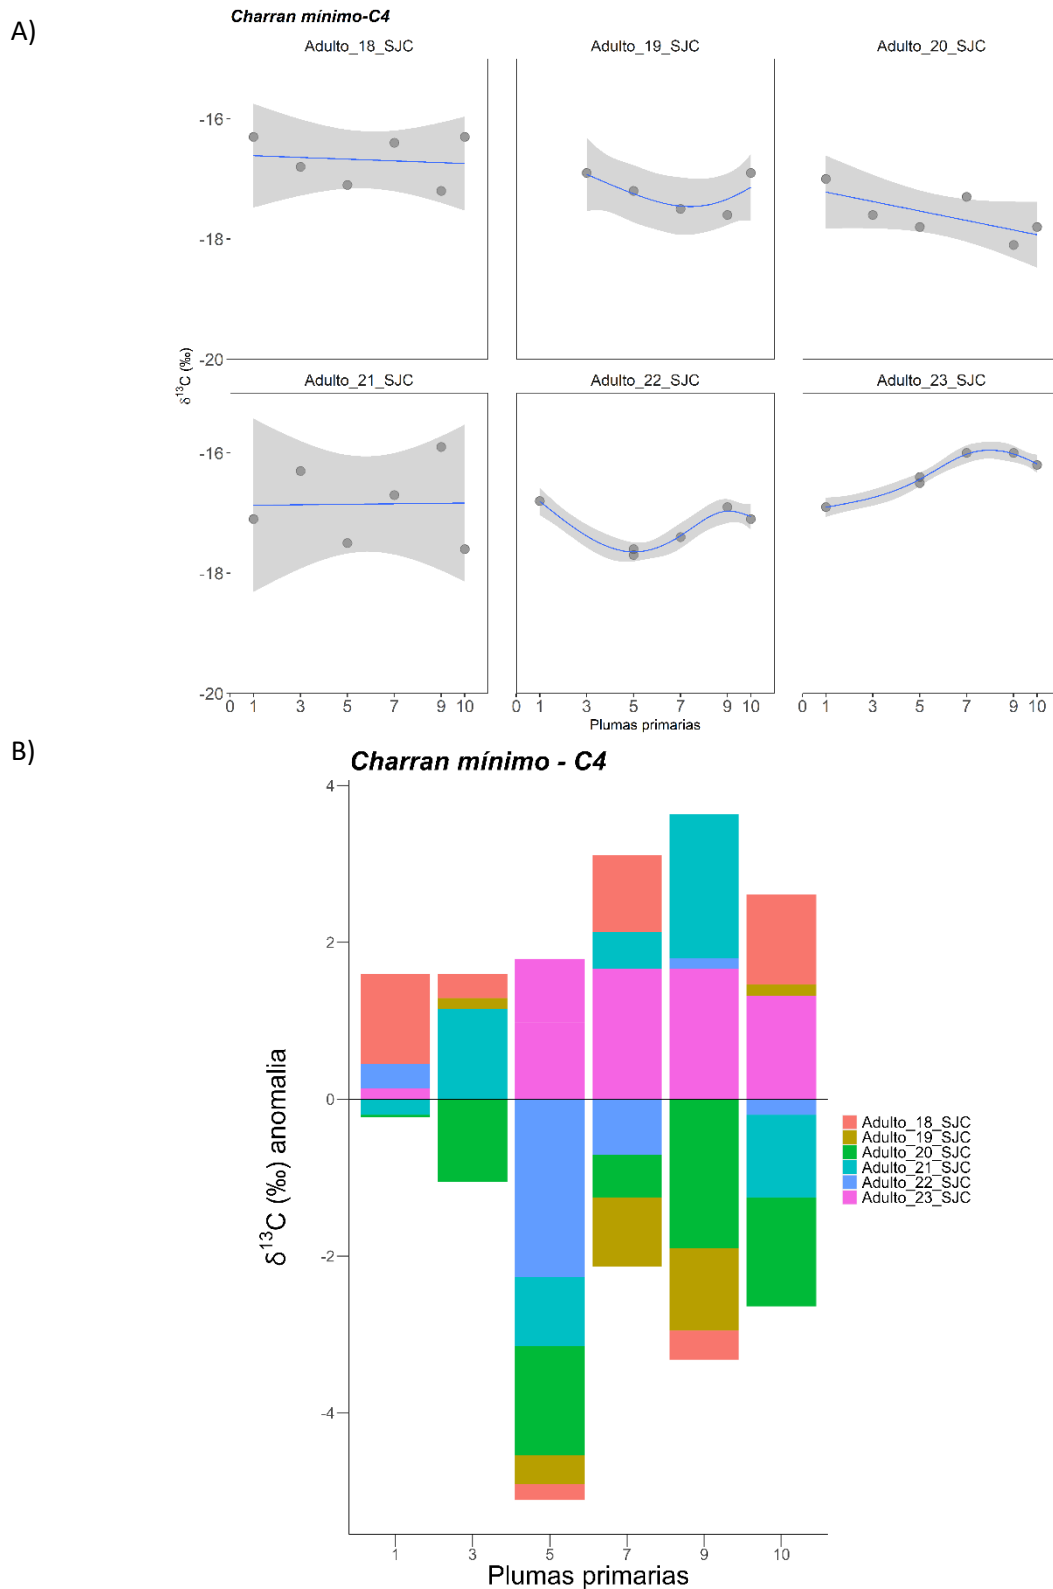 A)
Charran mínimo-C4
Adulto_18_SJC
Adulto_19_SJC
Adulto_20_SJC
-16
-18
-20
δ13C (‰)
Adulto_21_SJC
Adulto_22_SJC
Adulto_23_SJC
-16
-18
-20
0 1 3 5 7 9 10
0 1 3 5 7 9 10
0 1 3 5 7 9 10
Plumas primarias
B)
Charran mínimo - C4
4
2
0
-2
-4
δ13C (‰) anomalia
Adulto_18_SJC
Adulto_19_SJC
Adulto_20_SJC
Adulto_21_SJC
Adulto_22_SJC
Adulto_23_SJC
1 3 5 7 9 10
Plumas primarias